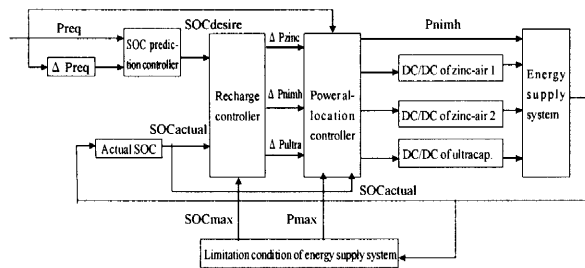 Preq
SOCdesire
Pnimh
SOC predic-
tion controller
Δ Preq
Δ Pzinc
Recharge
controller
Δ Pnimh
Power al-
location
controller
DC/DC of zinc-air 1
DC/DC of zinc-air 2
DC/DC of ultracap.
Energy
supply
system
SOCactual
Actual SOC
Δ Pultra
SOCactual
SOCmax
Pmax
Limitation condition of energy supply system